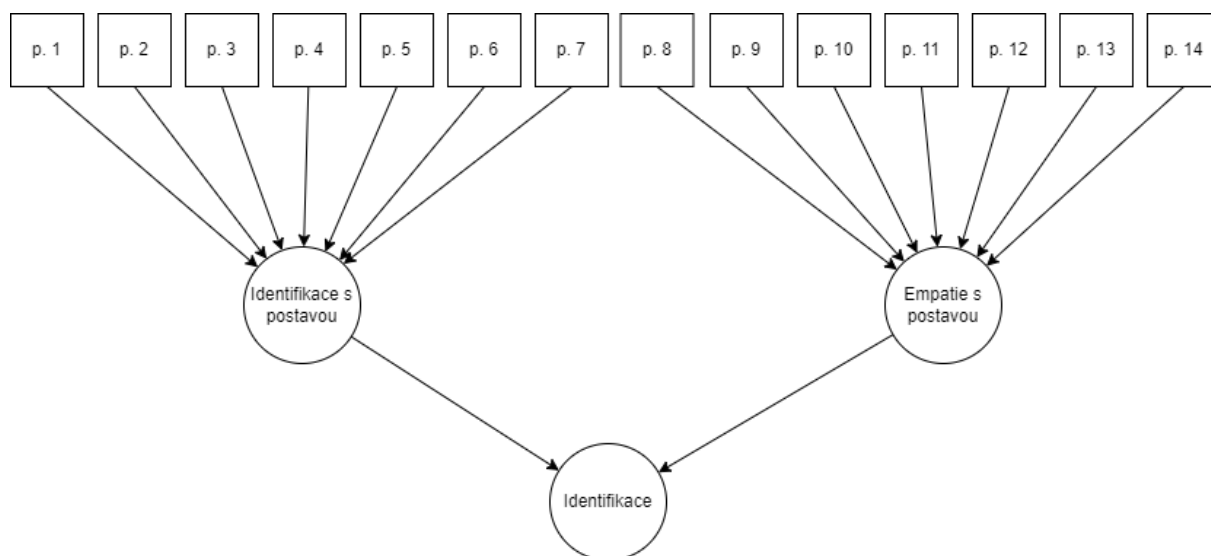 p. 1
p. 2
p. 3
p. 4
p. 5
p. 6
p. 7
p. 8
p. 9
p. 10
p. 11
p. 12
p. 13
p. 14
Identifikace s
postavou
Empatie s
postavou
Identifikace